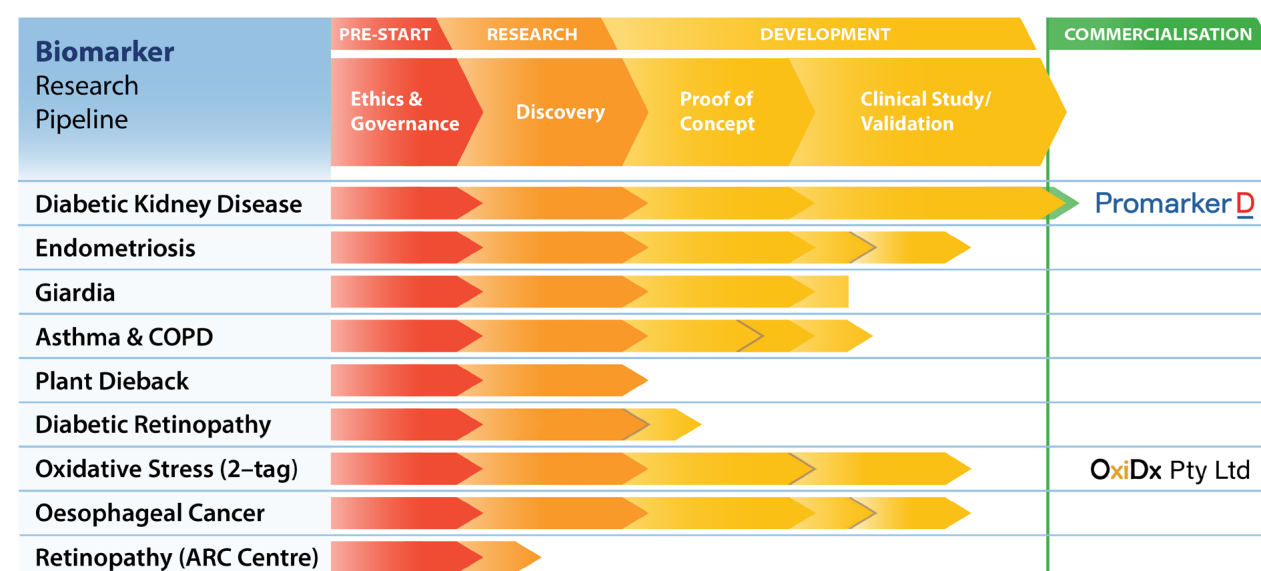 Biomarker
Research
Pipeline
PRE-START
RESEARCH
DEVELOPMENT
COMMERCIALISATION
Ethics &
Governance
Discovery
Proof of
Concept
Clinical Study/
Validation
Diabetic Kidney Disease
Promarker D
Endometriosis
Giardia
Asthma & COPD
Plant Dieback
Diabetic Retinopathy
Oxidative Stress (2–tag)
OxiDx Pty Ltd
Oesophageal Cancer
Retinopathy (ARC Centre)